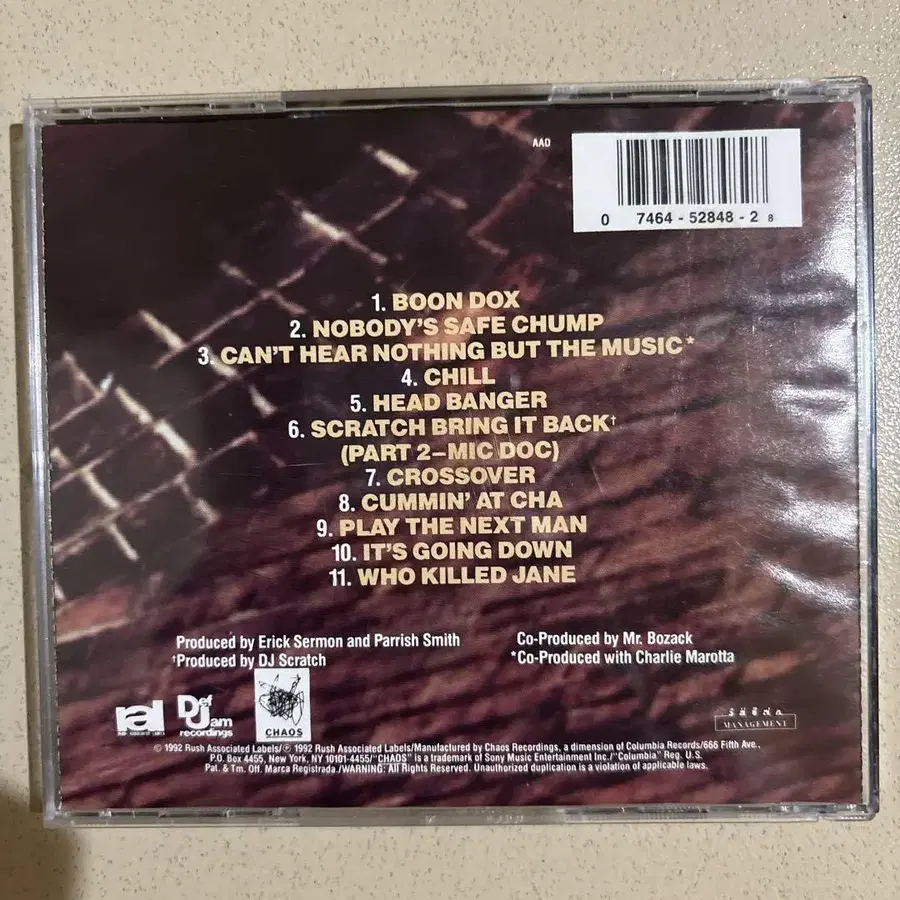 AAD
0 7464-52848-2 8
1. BOON DOX
2. NOBODY'S SAFE CHUMP
3. CAN'T HEAR NOTHING BUT THE MUSIC*
4. CHILL
5. HEAD BANGER
6. SCRATCH BRING IT BACK†
(PART 2–MIC DOC)
7. CROSSOVER
8. CUMMIN' AT CHA
9. PLAY THE NEXT MAN
10. IT'S GOING DOWN
11. WHO KILLED JANE
Produced by Erick Sermon and Parrish Smith
†Produced by DJ Scratch
Co-Produced by Mr. Bozack
*Co-Produced with Charlie Marotta
ral
RUSH ASSOCIATED LABELS
Def Jam
recordings
CHAOS
MANAGEMENT
© 1992 Rush Associated Labels/℗ 1992 Rush Associated Labels/Manufactured by Chaos Recordings, a dimension of Columbia Records/666 Fifth Ave.,
P.O. Box 4455, New York, NY 10101-4455/"CHAOS" is a trademark of Sony Music Entertainment Inc./"Columbia" Reg. U.S.
Pat. & Tm. Off. Marca Registrada./WARNING: All Rights Reserved. Unauthorized duplication is a violation of applicable laws.